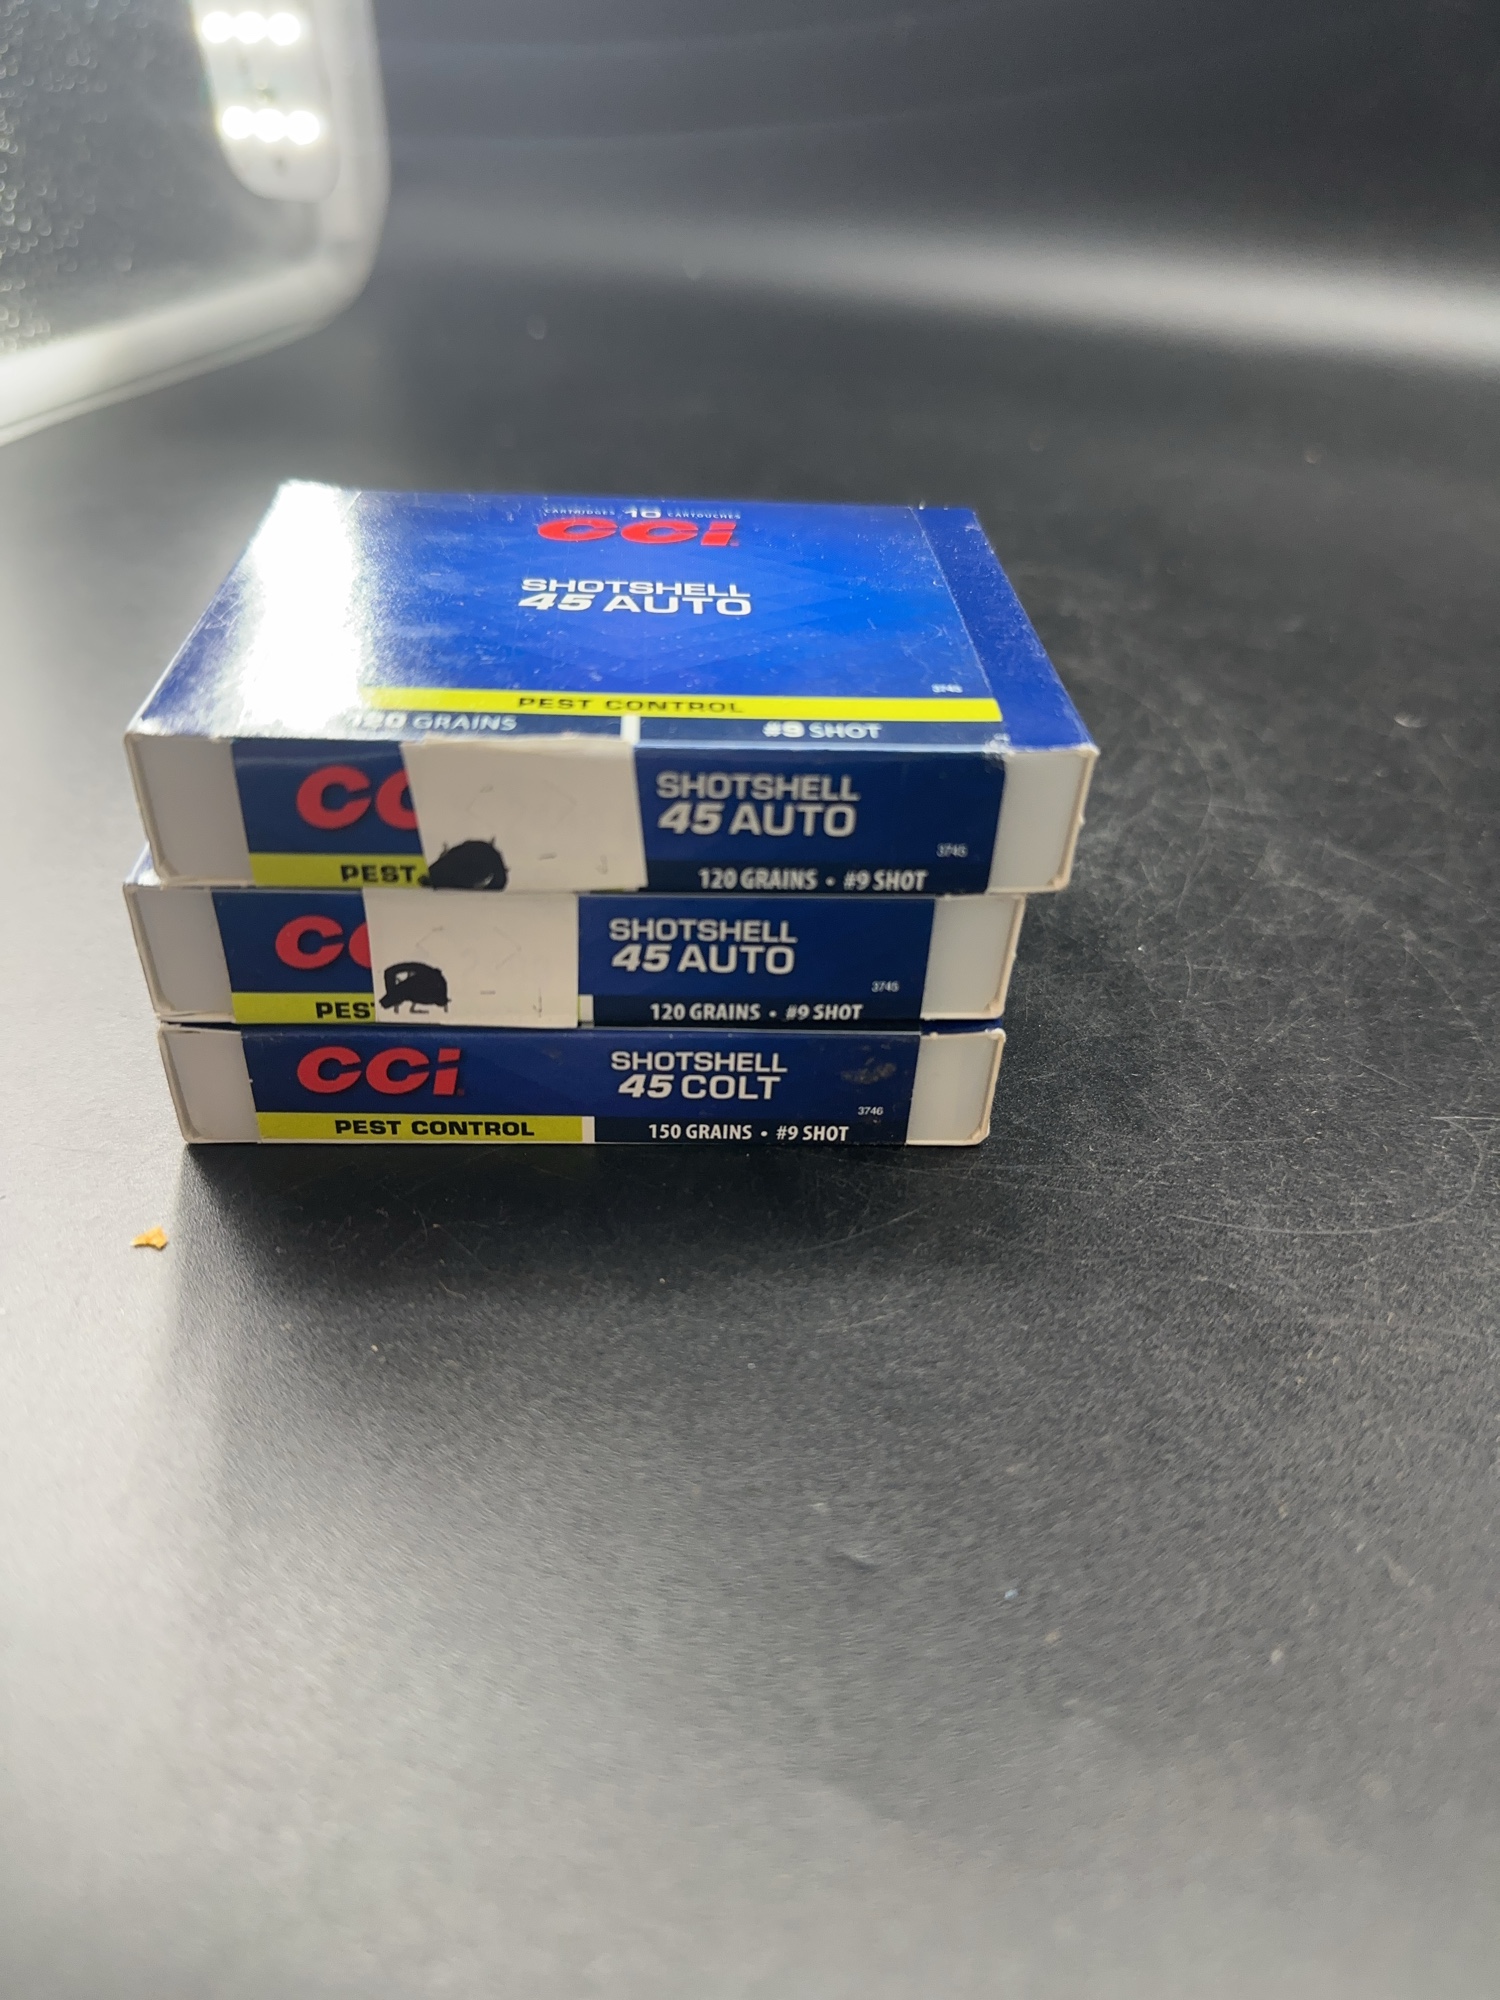 CARTRIDGES 10 CARTOUCHES
CCI
SHOTSHELL
45 AUTO
3745
PEST CONTROL
120 GRAINS #9 SHOT
CC
SHOTSHELL
45 AUTO
3745
PEST
120 GRAINS • #9 SHOT
CC
SHOTSHELL
45 AUTO
3745
PEST
120 GRAINS • #9 SHOT
CCI
SHOTSHELL
45 COLT
3746
PEST CONTROL
150 GRAINS • #9 SHOT